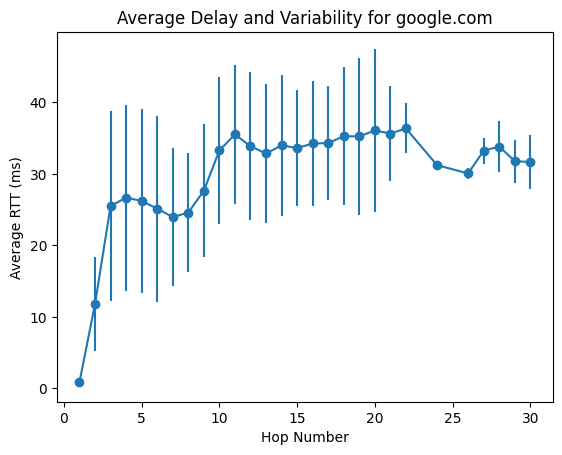 Average Delay and Variability for google.com
40
30
20
10
0
Average RTT (ms)
0 5 10 15 20 25 30
Hop Number